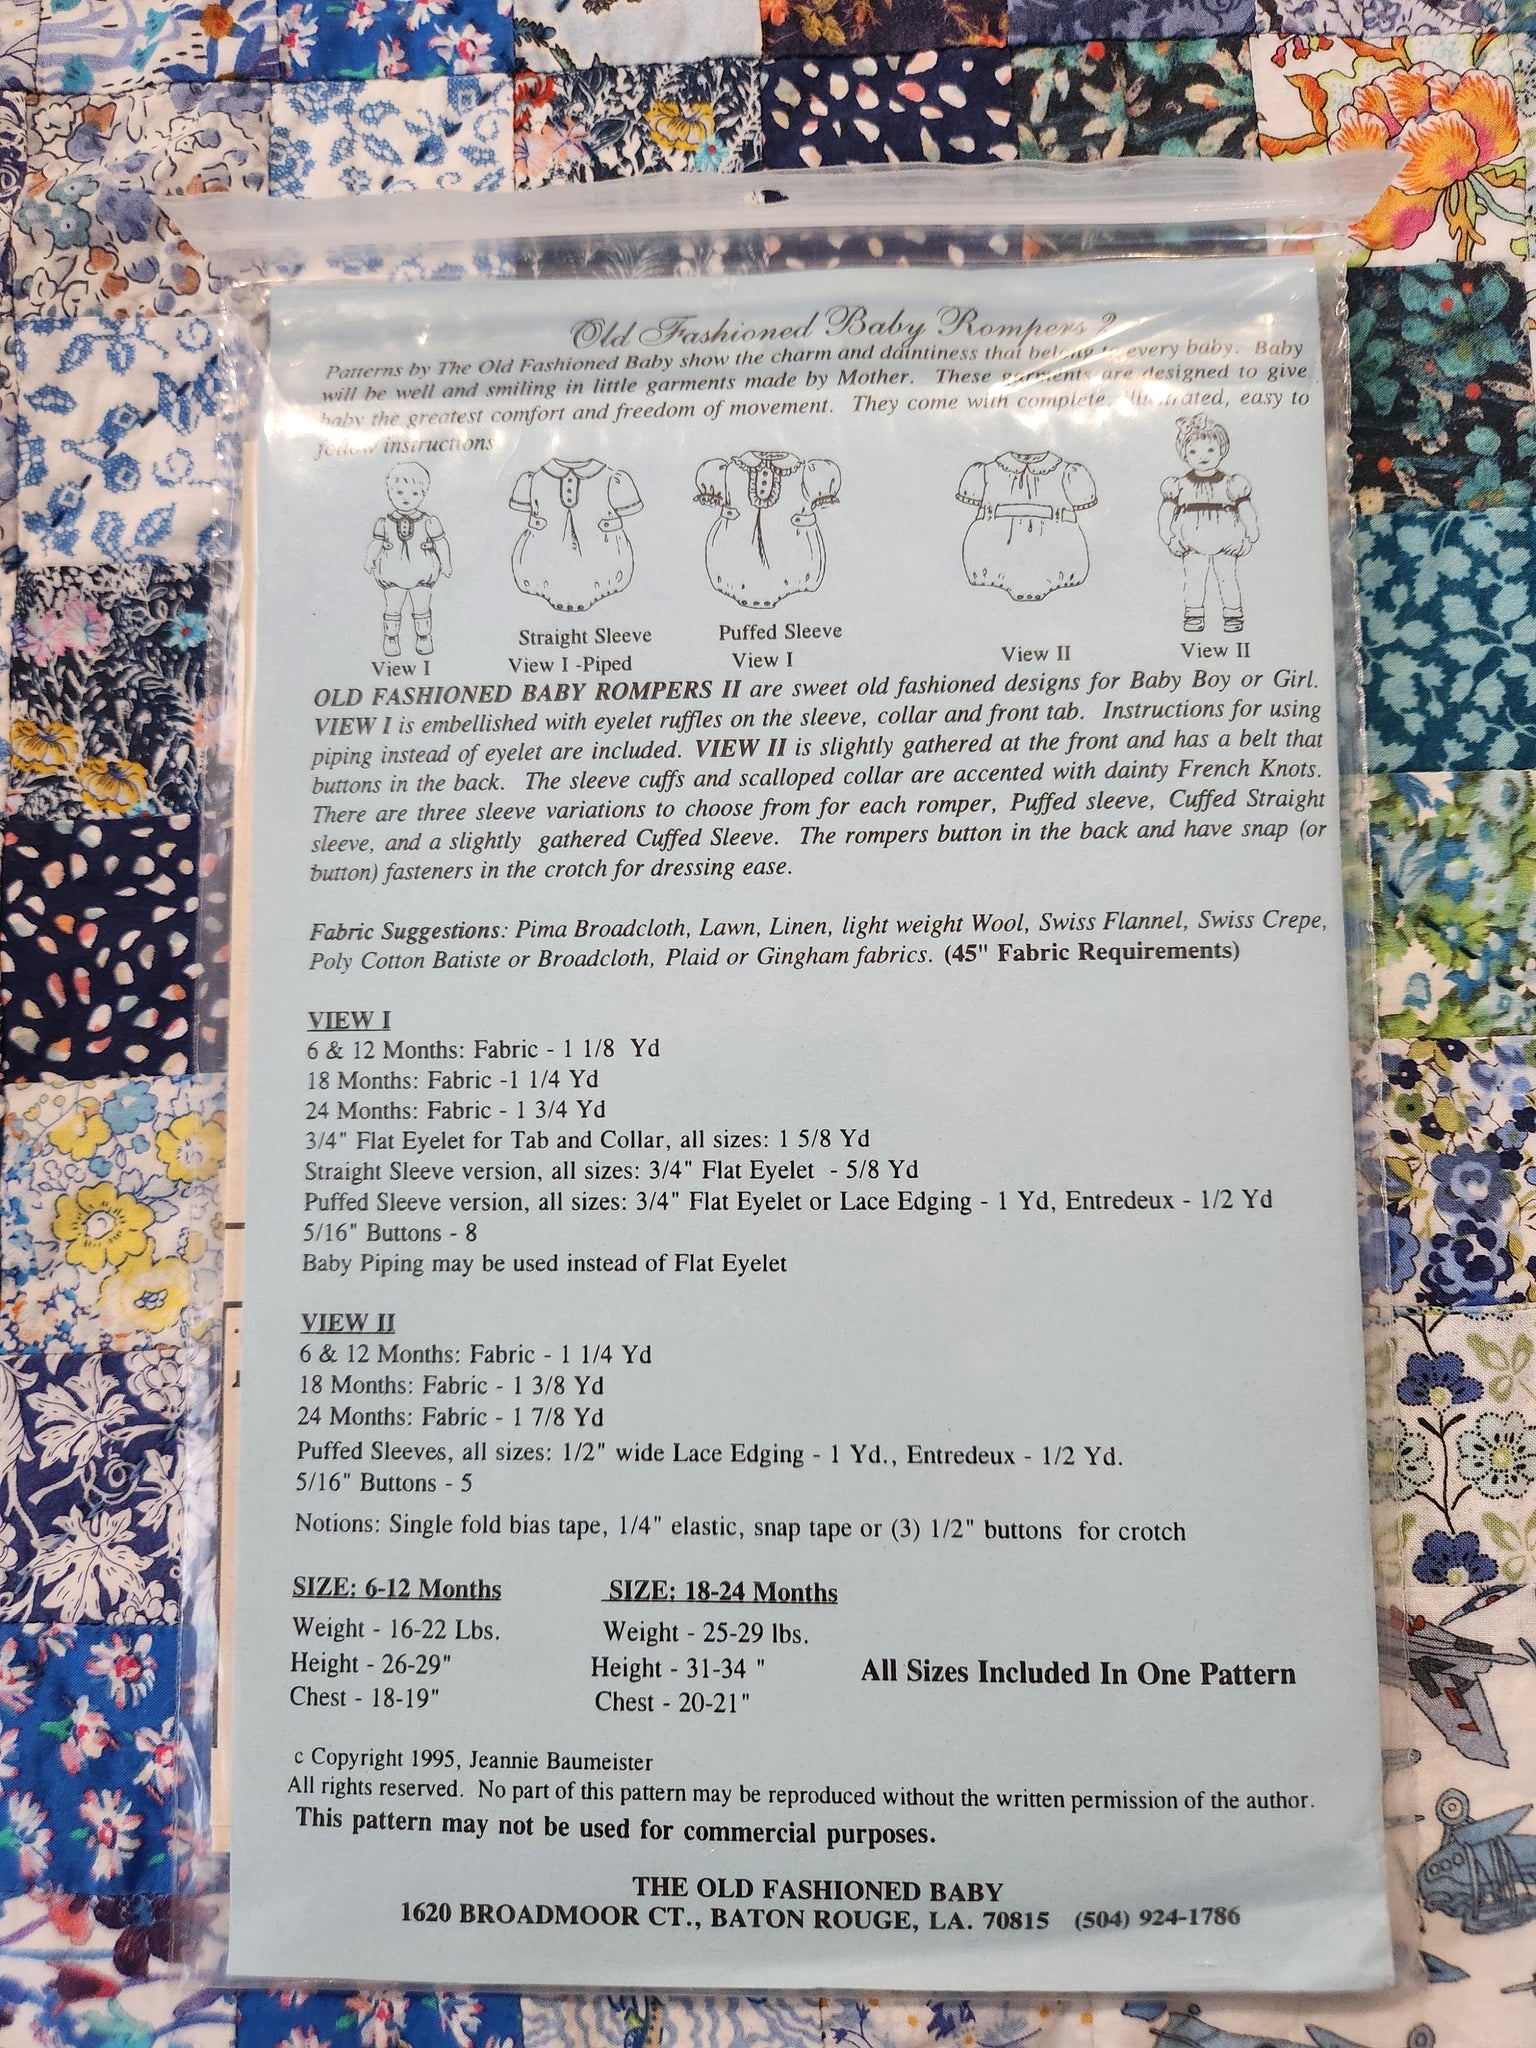 Old Fashioned Baby Rompers 2
Patterns by The Old Fashioned Baby show the charm and daintiness that belong to every baby. Baby
will be well and smiling in little garments made by Mother. These garments are designed to give
baby the greatest comfort and freedom of movement. They come with complete, illustrated, easy to
follow instructions
View I
Straight Sleeve
View I -Piped
Puffed Sleeve
View I
View II
View II
OLD FASHIONED BABY ROMPERS II are sweet old fashioned designs for Baby Boy or Girl.
VIEW I is embellished with eyelet ruffles on the sleeve, collar and front tab. Instructions for using
piping instead of eyelet are included. VIEW II is slightly gathered at the front and has a belt that
buttons in the back. The sleeve cuffs and scalloped collar are accented with dainty French Knots.
There are three sleeve variations to choose from for each romper, Puffed sleeve, Cuffed Straight
sleeve, and a slightly gathered Cuffed Sleeve. The rompers button in the back and have snap (or
button) fasteners in the crotch for dressing ease.
Fabric Suggestions: Pima Broadcloth, Lawn, Linen, light weight Wool, Swiss Flannel, Swiss Crepe,
Poly Cotton Batiste or Broadcloth, Plaid or Gingham fabrics. (45" Fabric Requirements)
VIEW I
6 & 12 Months: Fabric - 1 1/8 Yd
18 Months: Fabric -1 1/4 Yd
24 Months: Fabric - 1 3/4 Yd
3/4" Flat Eyelet for Tab and Collar, all sizes: 1 5/8 Yd
Straight Sleeve version, all sizes: 3/4" Flat Eyelet - 5/8 Yd
Puffed Sleeve version, all sizes: 3/4" Flat Eyelet or Lace Edging - 1 Yd, Entredeux - 1/2 Yd
5/16" Buttons - 8
Baby Piping may be used instead of Flat Eyelet
VIEW II
6 & 12 Months: Fabric - 1 1/4 Yd
18 Months: Fabric - 1 3/8 Yd
24 Months: Fabric - 1 7/8 Yd
Puffed Sleeves, all sizes: 1/2" wide Lace Edging - 1 Yd., Entredeux - 1/2 Yd.
5/16" Buttons - 5
Notions: Single fold bias tape, 1/4" elastic, snap tape or (3) 1/2" buttons for crotch
SIZE: 6-12 Months
Weight - 16-22 Lbs.
Height - 26-29"
Chest - 18-19"
SIZE: 18-24 Months
Weight - 25-29 lbs.
Height - 31-34 "
Chest - 20-21"
All Sizes Included In One Pattern
c Copyright 1995, Jeannie Baumeister
All rights reserved. No part of this pattern may be reproduced without the written permission of the author.
This pattern may not be used for commercial purposes.
THE OLD FASHIONED BABY
1620 BROADMOOR CT., BATON ROUGE, LA. 70815 (504) 924-1786